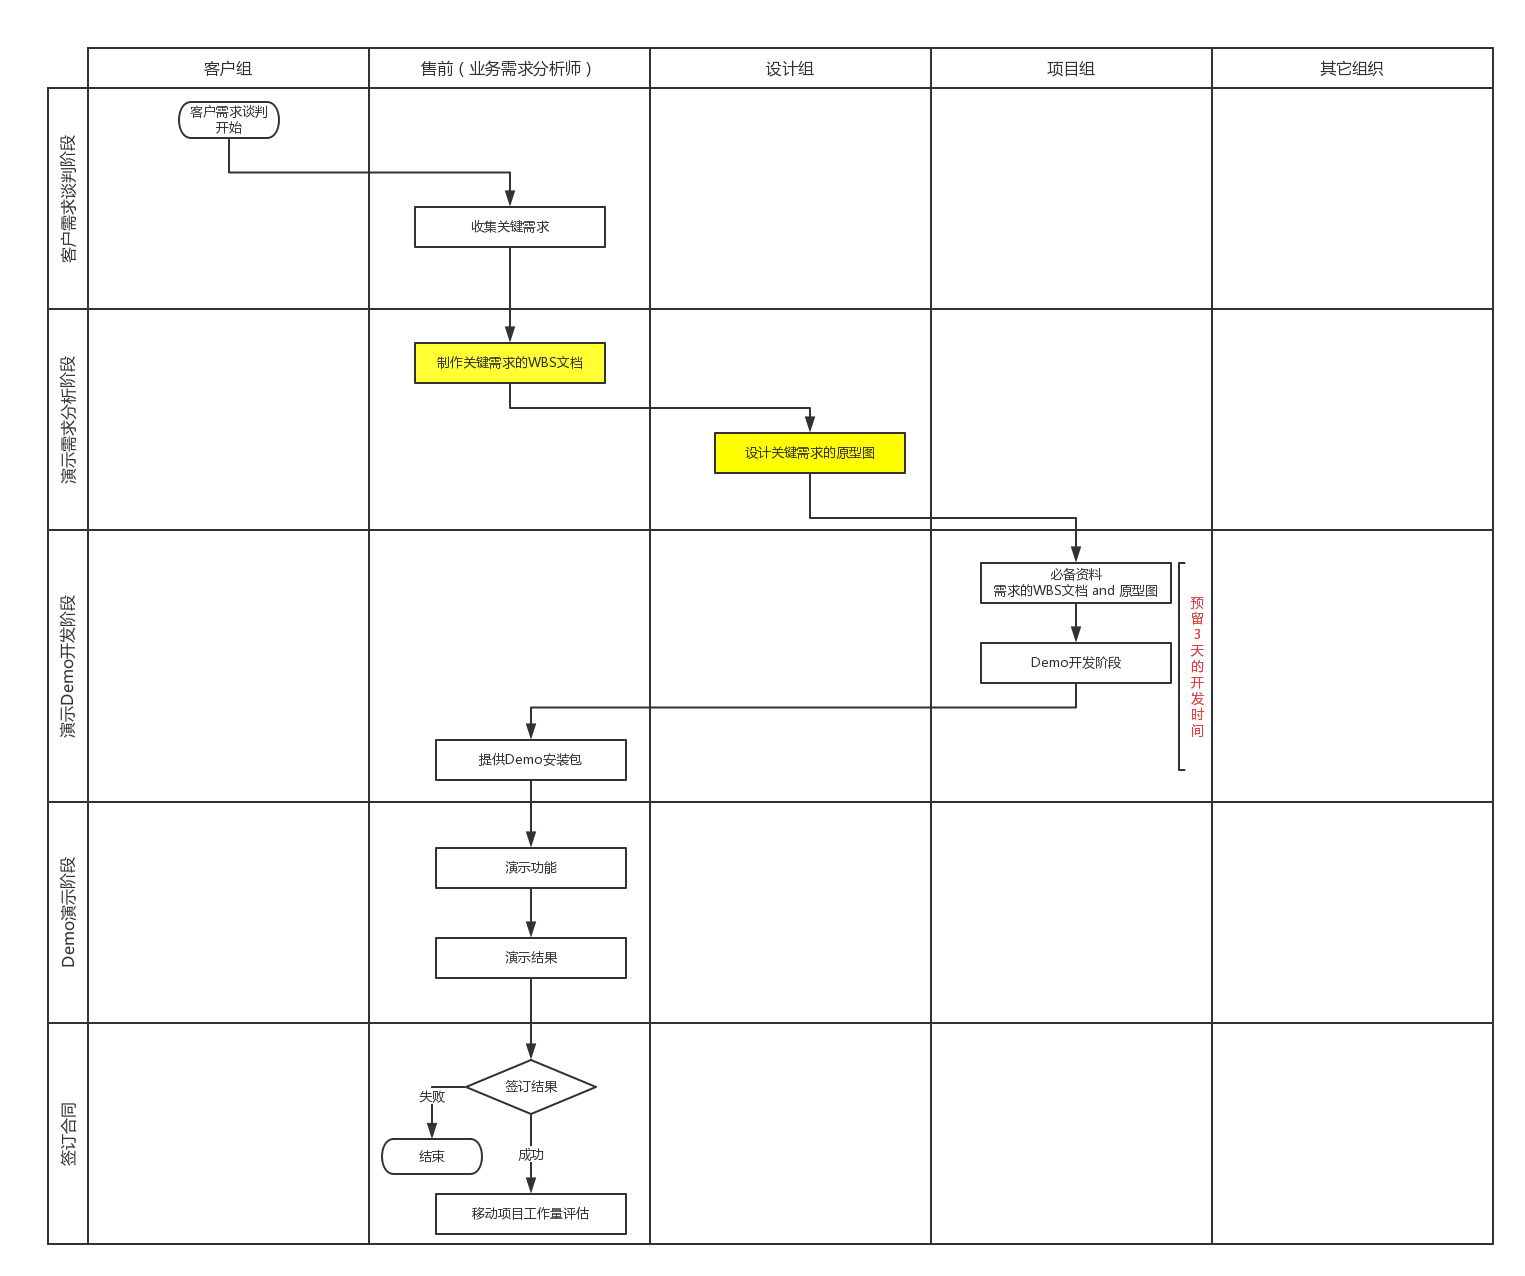 客户组
售前（业务需求分析师）
设计组
项目组
其它组织
客户需求谈判阶段
客户需求谈判
开始
收集关键需求
演示需求分析阶段
制作关键需求的WBS文档
设计关键需求的原型图
演示Demo开发阶段
必备资料
需求的WBS文档 and 原型图
Demo开发阶段
预留3天的开发时间
提供Demo安装包
Demo演示阶段
演示功能
演示结果
签订合同
签订结果
失败
结束
成功
移动项目工作量评估